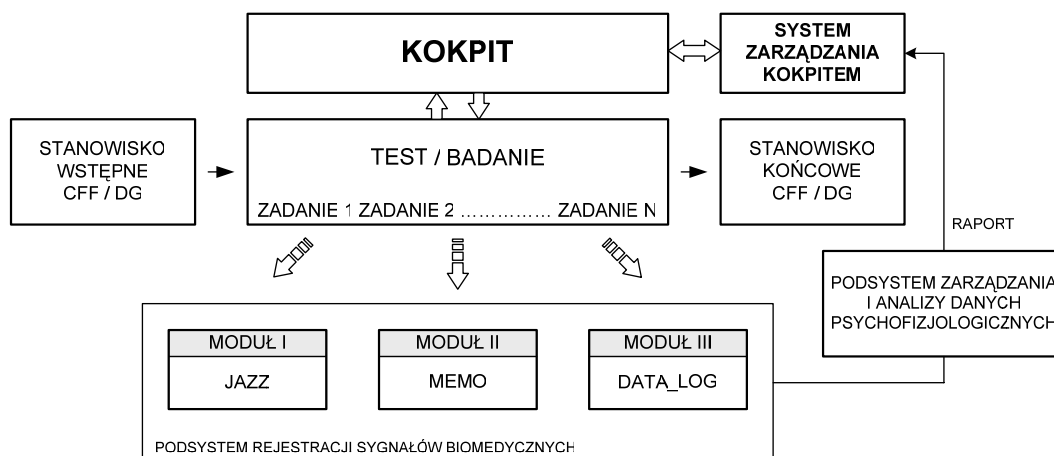 KOKPIT
SYSTEM
ZARZĄDZANIA
KOKPITEM
STANOWISKO
WSTĘPNE
CFF / DG
TEST / BADANIE
ZADANIE 1 ZADANIE 2 …………… ZADANIE N
STANOWISKO
KOŃCOWE
CFF / DG
RAPORT
PODSYSTEM ZARZĄDZANIA
I ANALIZY DANYCH
PSYCHOFIZJOLOGICZNYCH
MODUŁ I
JAZZ
MODUŁ II
MEMO
MODUŁ III
DATA_LOG
PODSYSTEM REJESTRACJI SYGNAŁÓW BIOMEDYCZNYCH